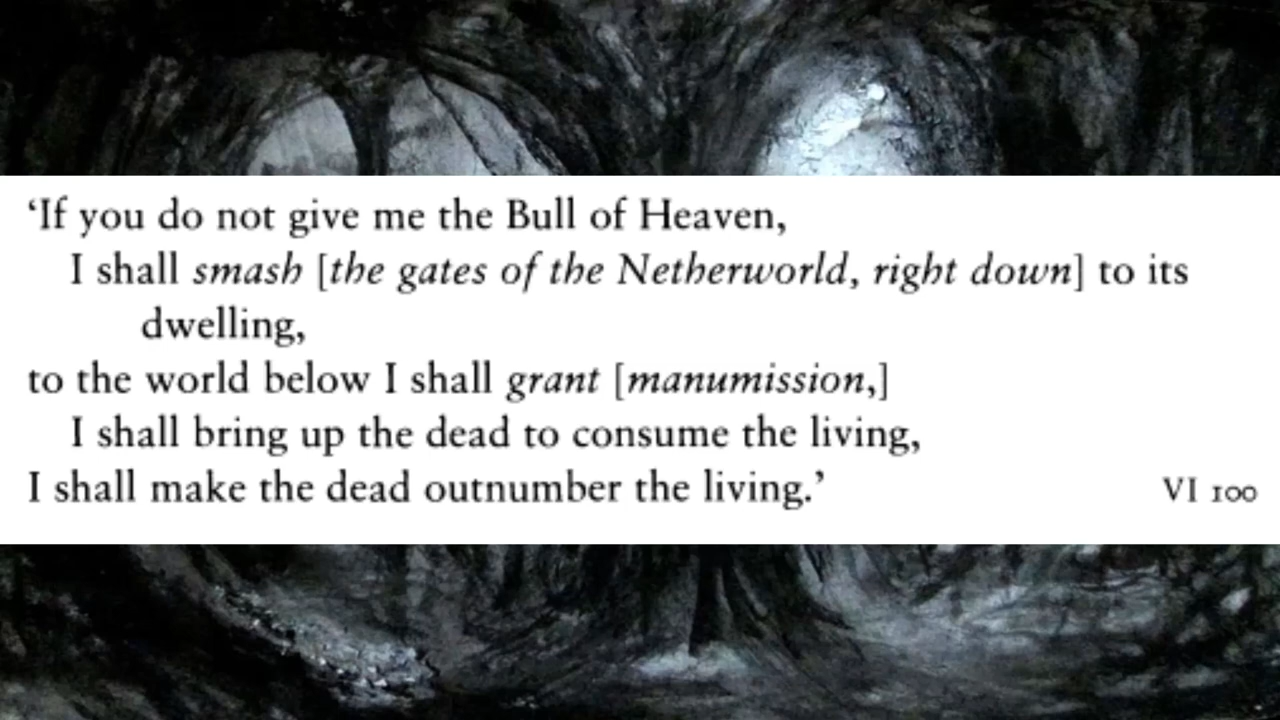 ‘If you do not give me the Bull of Heaven,
I shall smash [the gates of the Netherworld, right down] to its
dwelling,
to the world below I shall grant [manumission,]
I shall bring up the dead to consume the living,
I shall make the dead outnumber the living.’ VI 100